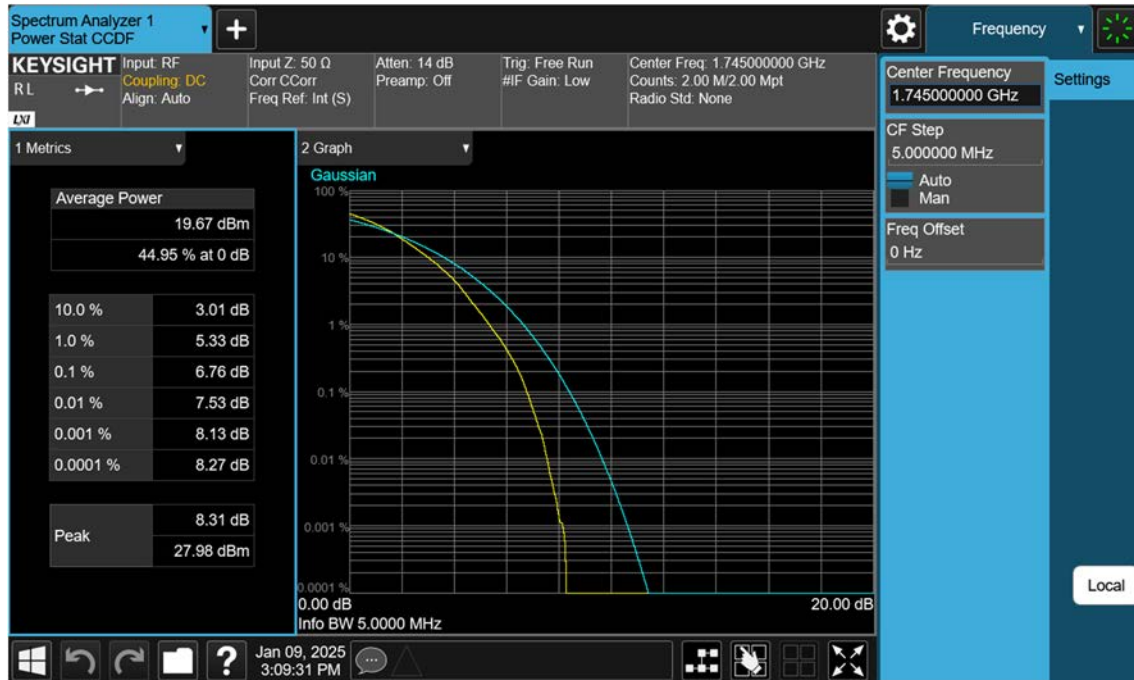 Spectrum Analyzer 1
Power Stat CCDF
Frequency
KEYSIGHT
R L
LXI
Input: RF
Coupling: DC
Align: Auto
Input Z: 50 Ω
Corr CCorr
Freq Ref: Int (S)
Atten: 14 dB
Preamp: Off
Trig: Free Run
#IF Gain: Low
Center Freq: 1.745000000 GHz
Counts: 2.00 M/2.00 Mpt
Radio Std: None
Center Frequency
1.745000000 GHz
Settings
CF Step
5.000000 MHz
Auto
Man
Freq Offset
0 Hz
1 Metrics
Average Power
19.67 dBm
44.95 % at 0 dB
10.0 % 3.01 dB
1.0 % 5.33 dB
0.1 % 6.76 dB
0.01 % 7.53 dB
0.001 % 8.13 dB
0.0001 % 8.27 dB
Peak
8.31 dB
27.98 dBm
2 Graph
Gaussian
100 %
10 %
1 %
0.1 %
0.01 %
0.001 %
0.0001 %
0.00 dB 20.00 dB
Info BW 5.0000 MHz
Local
?
Jan 09, 2025
3:09:31 PM